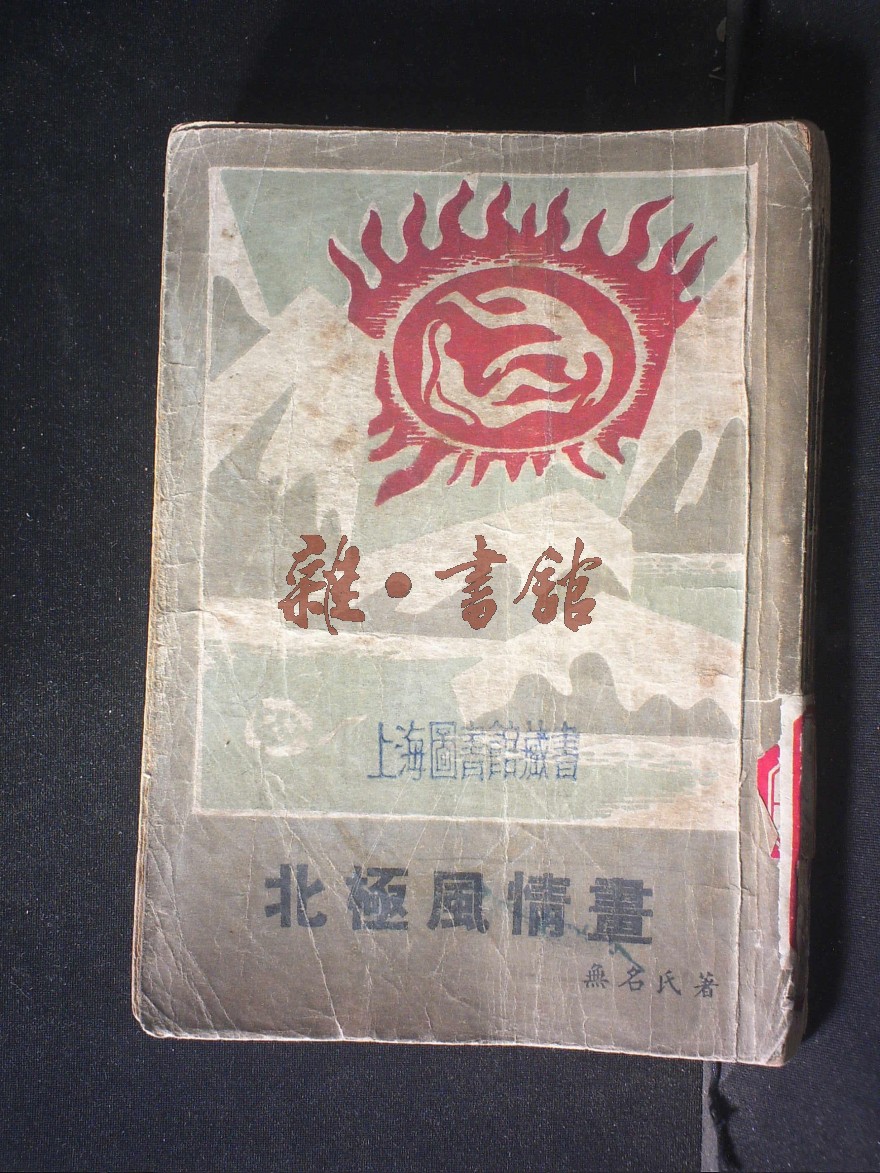 雜·書館
上海圖書館藏書
北極風情畫
無名氏著